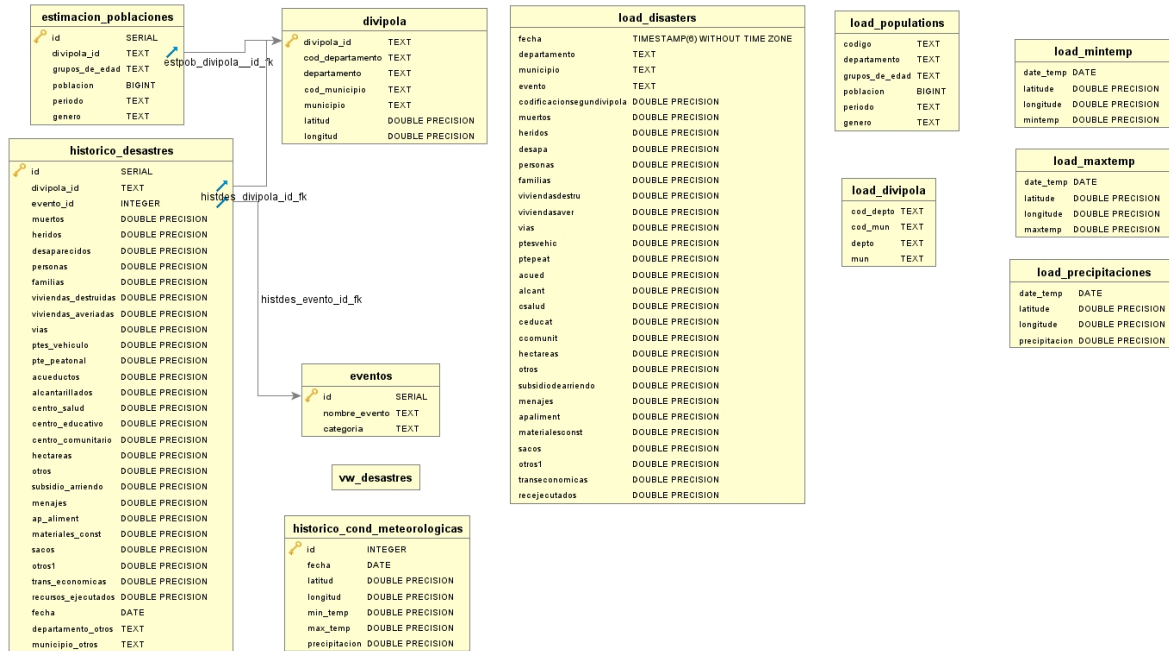 estimacion_poblaciones
id SERIAL
divipola_id TEXT
grupos_de_edad TEXT
poblacion BIGINT
periodo TEXT
genero TEXT
estpob_divipola__id_fk
divipola
divipola_id TEXT
cod_departamento TEXT
departamento TEXT
cod_municipio TEXT
municipio TEXT
latitud DOUBLE PRECISION
longitud DOUBLE PRECISION
historico_desastres
id SERIAL
divipola_id TEXT
evento_id INTEGER
muertos DOUBLE PRECISION
heridos DOUBLE PRECISION
desaparecidos DOUBLE PRECISION
personas DOUBLE PRECISION
familias DOUBLE PRECISION
viviendas_destruidas DOUBLE PRECISION
viviendas_averiadas DOUBLE PRECISION
vias DOUBLE PRECISION
ptes_vehiculo DOUBLE PRECISION
pte_peatonal DOUBLE PRECISION
acueductos DOUBLE PRECISION
alcantarillados DOUBLE PRECISION
centro_salud DOUBLE PRECISION
centro_educativo DOUBLE PRECISION
centro_comunitario DOUBLE PRECISION
hectareas DOUBLE PRECISION
otros DOUBLE PRECISION
subsidio_arriendo DOUBLE PRECISION
menajes DOUBLE PRECISION
ap_aliment DOUBLE PRECISION
materiales_const DOUBLE PRECISION
sacos DOUBLE PRECISION
otros1 DOUBLE PRECISION
trans_economicas DOUBLE PRECISION
recursos_ejecutados DOUBLE PRECISION
fecha DATE
departamento_otros TEXT
municipio_otros TEXT
histdes_divipola_id_fk
histdes_evento_id_fk
eventos
id SERIAL
nombre_evento TEXT
categoria TEXT
vw_desastres
historico_cond_meteorologicas
id INTEGER
fecha DATE
latitud DOUBLE PRECISION
longitud DOUBLE PRECISION
min_temp DOUBLE PRECISION
max_temp DOUBLE PRECISION
precipitacion DOUBLE PRECISION
load_disasters
fecha TIMESTAMP(6) WITHOUT TIME ZONE
departamento TEXT
municipio TEXT
evento TEXT
codificacionsegundivipola DOUBLE PRECISION
muertos DOUBLE PRECISION
heridos DOUBLE PRECISION
desapa DOUBLE PRECISION
personas DOUBLE PRECISION
familias DOUBLE PRECISION
viviendasdestru DOUBLE PRECISION
viviendasaver DOUBLE PRECISION
vias DOUBLE PRECISION
ptesvehic DOUBLE PRECISION
ptepeat DOUBLE PRECISION
acued DOUBLE PRECISION
alcant DOUBLE PRECISION
csalud DOUBLE PRECISION
ceducat DOUBLE PRECISION
ccomunit DOUBLE PRECISION
hectareas DOUBLE PRECISION
otros DOUBLE PRECISION
subsidiodearriendo DOUBLE PRECISION
menajes DOUBLE PRECISION
apaliment DOUBLE PRECISION
materialesconst DOUBLE PRECISION
sacos DOUBLE PRECISION
otros1 DOUBLE PRECISION
transeconomicas DOUBLE PRECISION
recejecutados DOUBLE PRECISION
load_populations
codigo TEXT
departamento TEXT
grupos_de_edad TEXT
poblacion BIGINT
periodo TEXT
genero TEXT
load_divipola
cod_depto TEXT
cod_mun TEXT
depto TEXT
mun TEXT
load_mintemp
date_temp DATE
latitude DOUBLE PRECISION
longitude DOUBLE PRECISION
mintemp DOUBLE PRECISION
load_maxtemp
date_temp DATE
latitude DOUBLE PRECISION
longitude DOUBLE PRECISION
maxtemp DOUBLE PRECISION
load_precipitaciones
date_temp DATE
latitude DOUBLE PRECISION
longitude DOUBLE PRECISION
precipitacion DOUBLE PRECISION